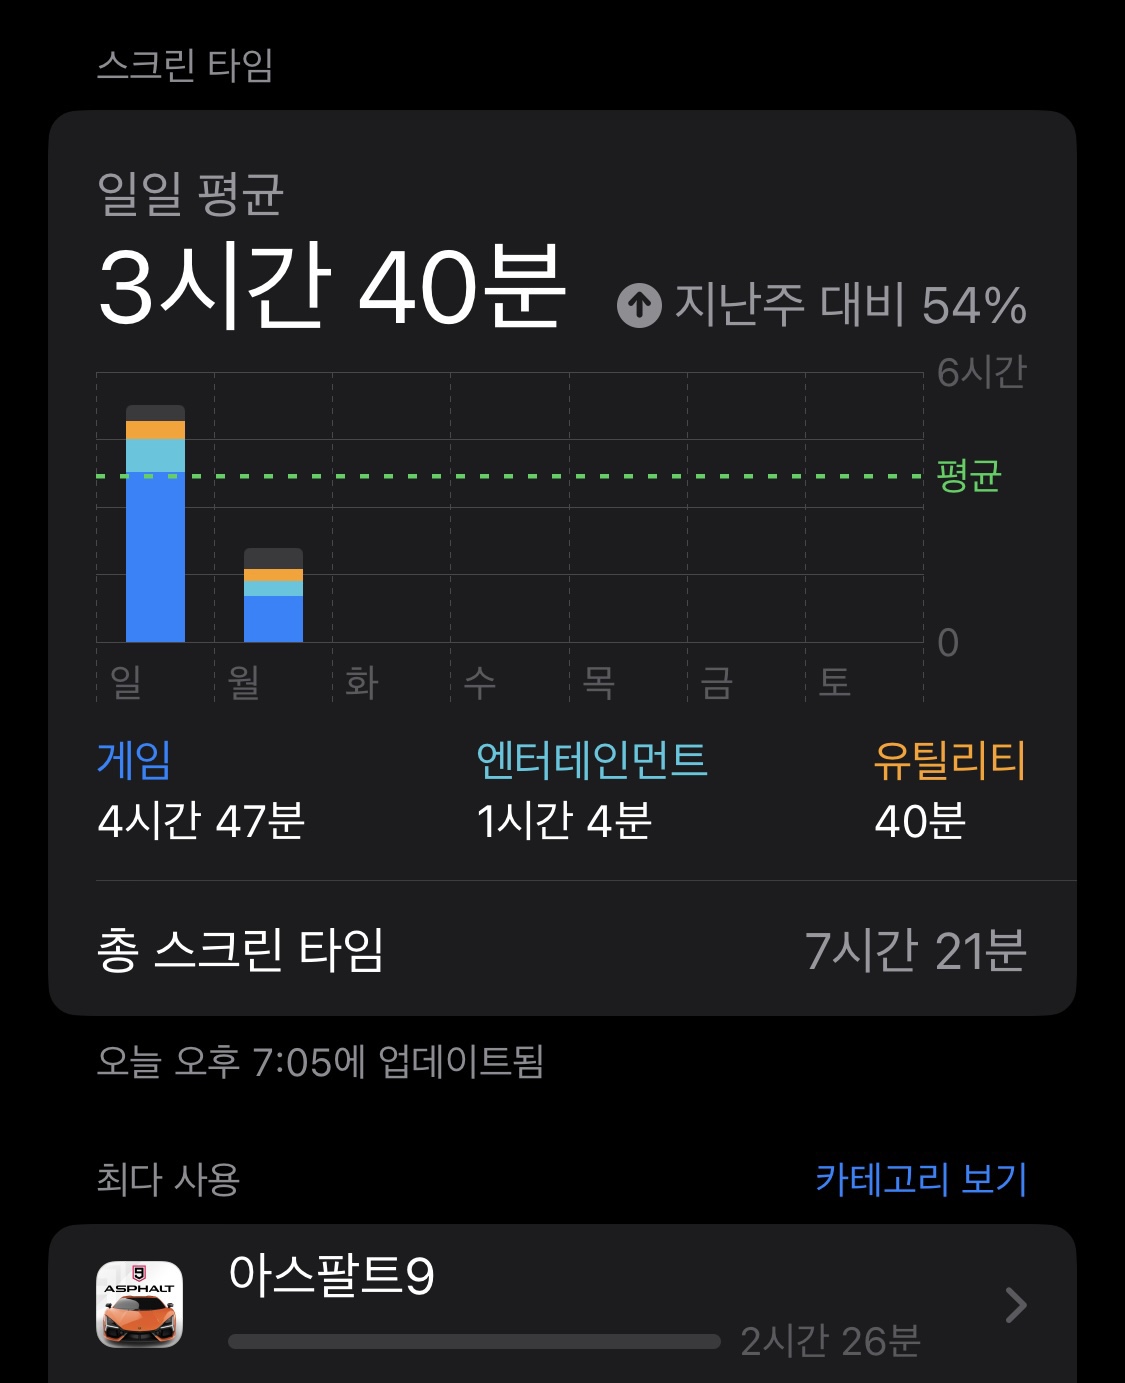 스크린 타임
일일 평균
3시간 40분
지난주 대비 54%
6시간
평균
0
일 월 화 수 목 금 토
게임 엔터테인먼트 유틸리티
4시간 47분 1시간 4분 40분
총 스크린 타임 7시간 21분
오늘 오후 7:05에 업데이트됨
최다 사용 카테고리 보기
9
ASPHALT
아스팔트9
2시간 26분